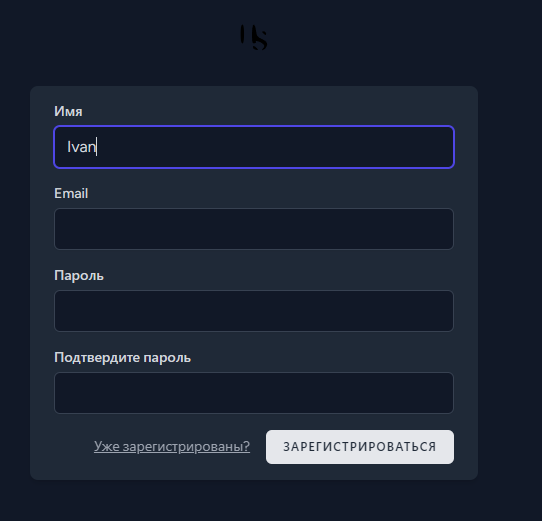 Имя
Ivan
Email
Пароль
Подтвердите пароль
Уже зарегистрированы? ЗАРЕГИСТРИРОВАТЬСЯ